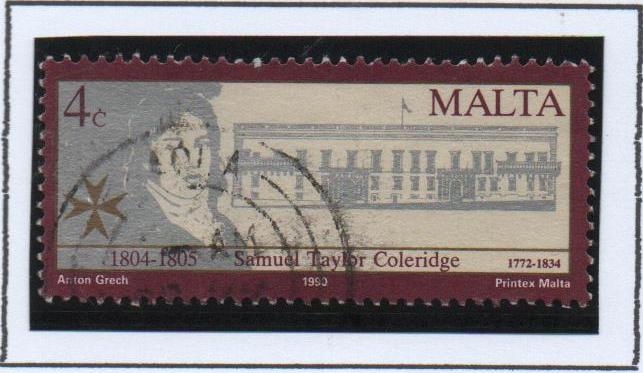 4c MALTA
1804-1805 Samuel Taylor Coleridge 1772-1834
Anton Grech 1990 Printex Malta